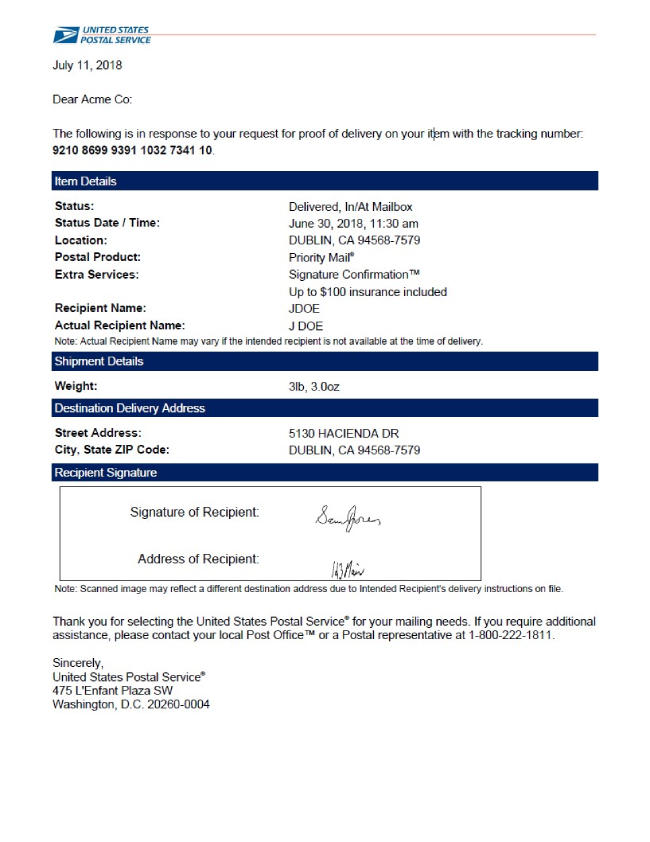 UNITED STATES
POSTAL SERVICE
July 11, 2018
Dear Acme Co:
The following is in response to your request for proof of delivery on your item with the tracking number:
9210 8699 9391 1032 7341 10.
Item Details
Status: Delivered, In/At Mailbox
Status Date / Time: June 30, 2018, 11:30 am
Location: DUBLIN, CA 94568-7579
Postal Product: Priority Mail®
Extra Services: Signature Confirmation™
Up to $100 insurance included
Recipient Name: JDOE
Actual Recipient Name: J DOE
Note: Actual Recipient Name may vary if the intended recipient is not available at the time of delivery.
Shipment Details
Weight: 3lb, 3.0oz
Destination Delivery Address
Street Address: 5130 HACIENDA DR
City, State ZIP Code: DUBLIN, CA 94568-7579
Recipient Signature
Signature of Recipient: Sam Jones
Address of Recipient: 123 Main
Note: Scanned image may reflect a different destination address due to Intended Recipient's delivery instructions on file.
Thank you for selecting the United States Postal Service® for your mailing needs. If you require additional
assistance, please contact your local Post Office™ or a Postal representative at 1-800-222-1811.
Sincerely,
United States Postal Service®
475 L'Enfant Plaza SW
Washington, D.C. 20260-0004